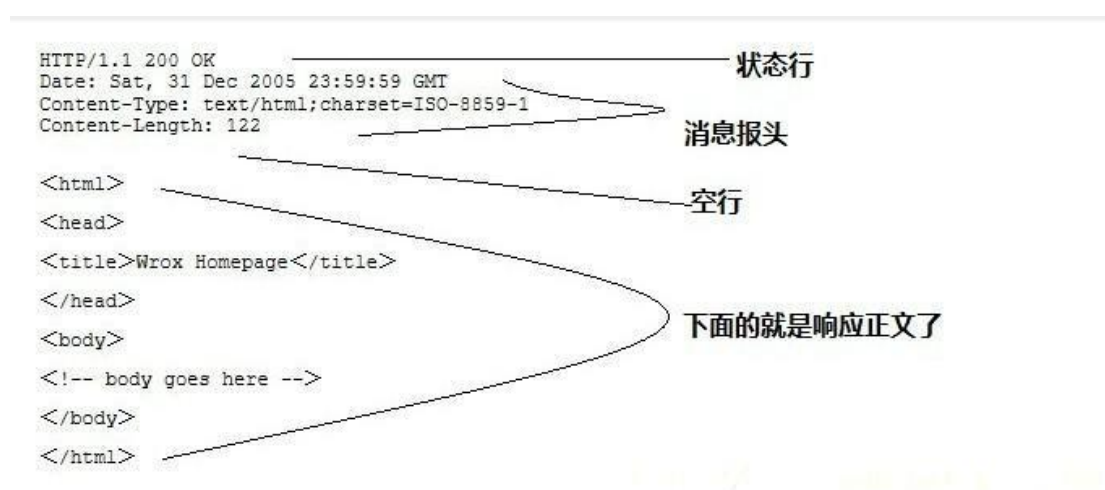 HTTP/1.1 200 OK
状态行
Date: Sat, 31 Dec 2005 23:59:59 GMT
Content-Type: text/html;charset=ISO-8859-1
Content-Length: 122
消息报头
空行
<html>
<head>
<title>Wrox Homepage</title>
</head>
<body>
下面的就是响应正文了
<!-- body goes here -->
</body>
</html>